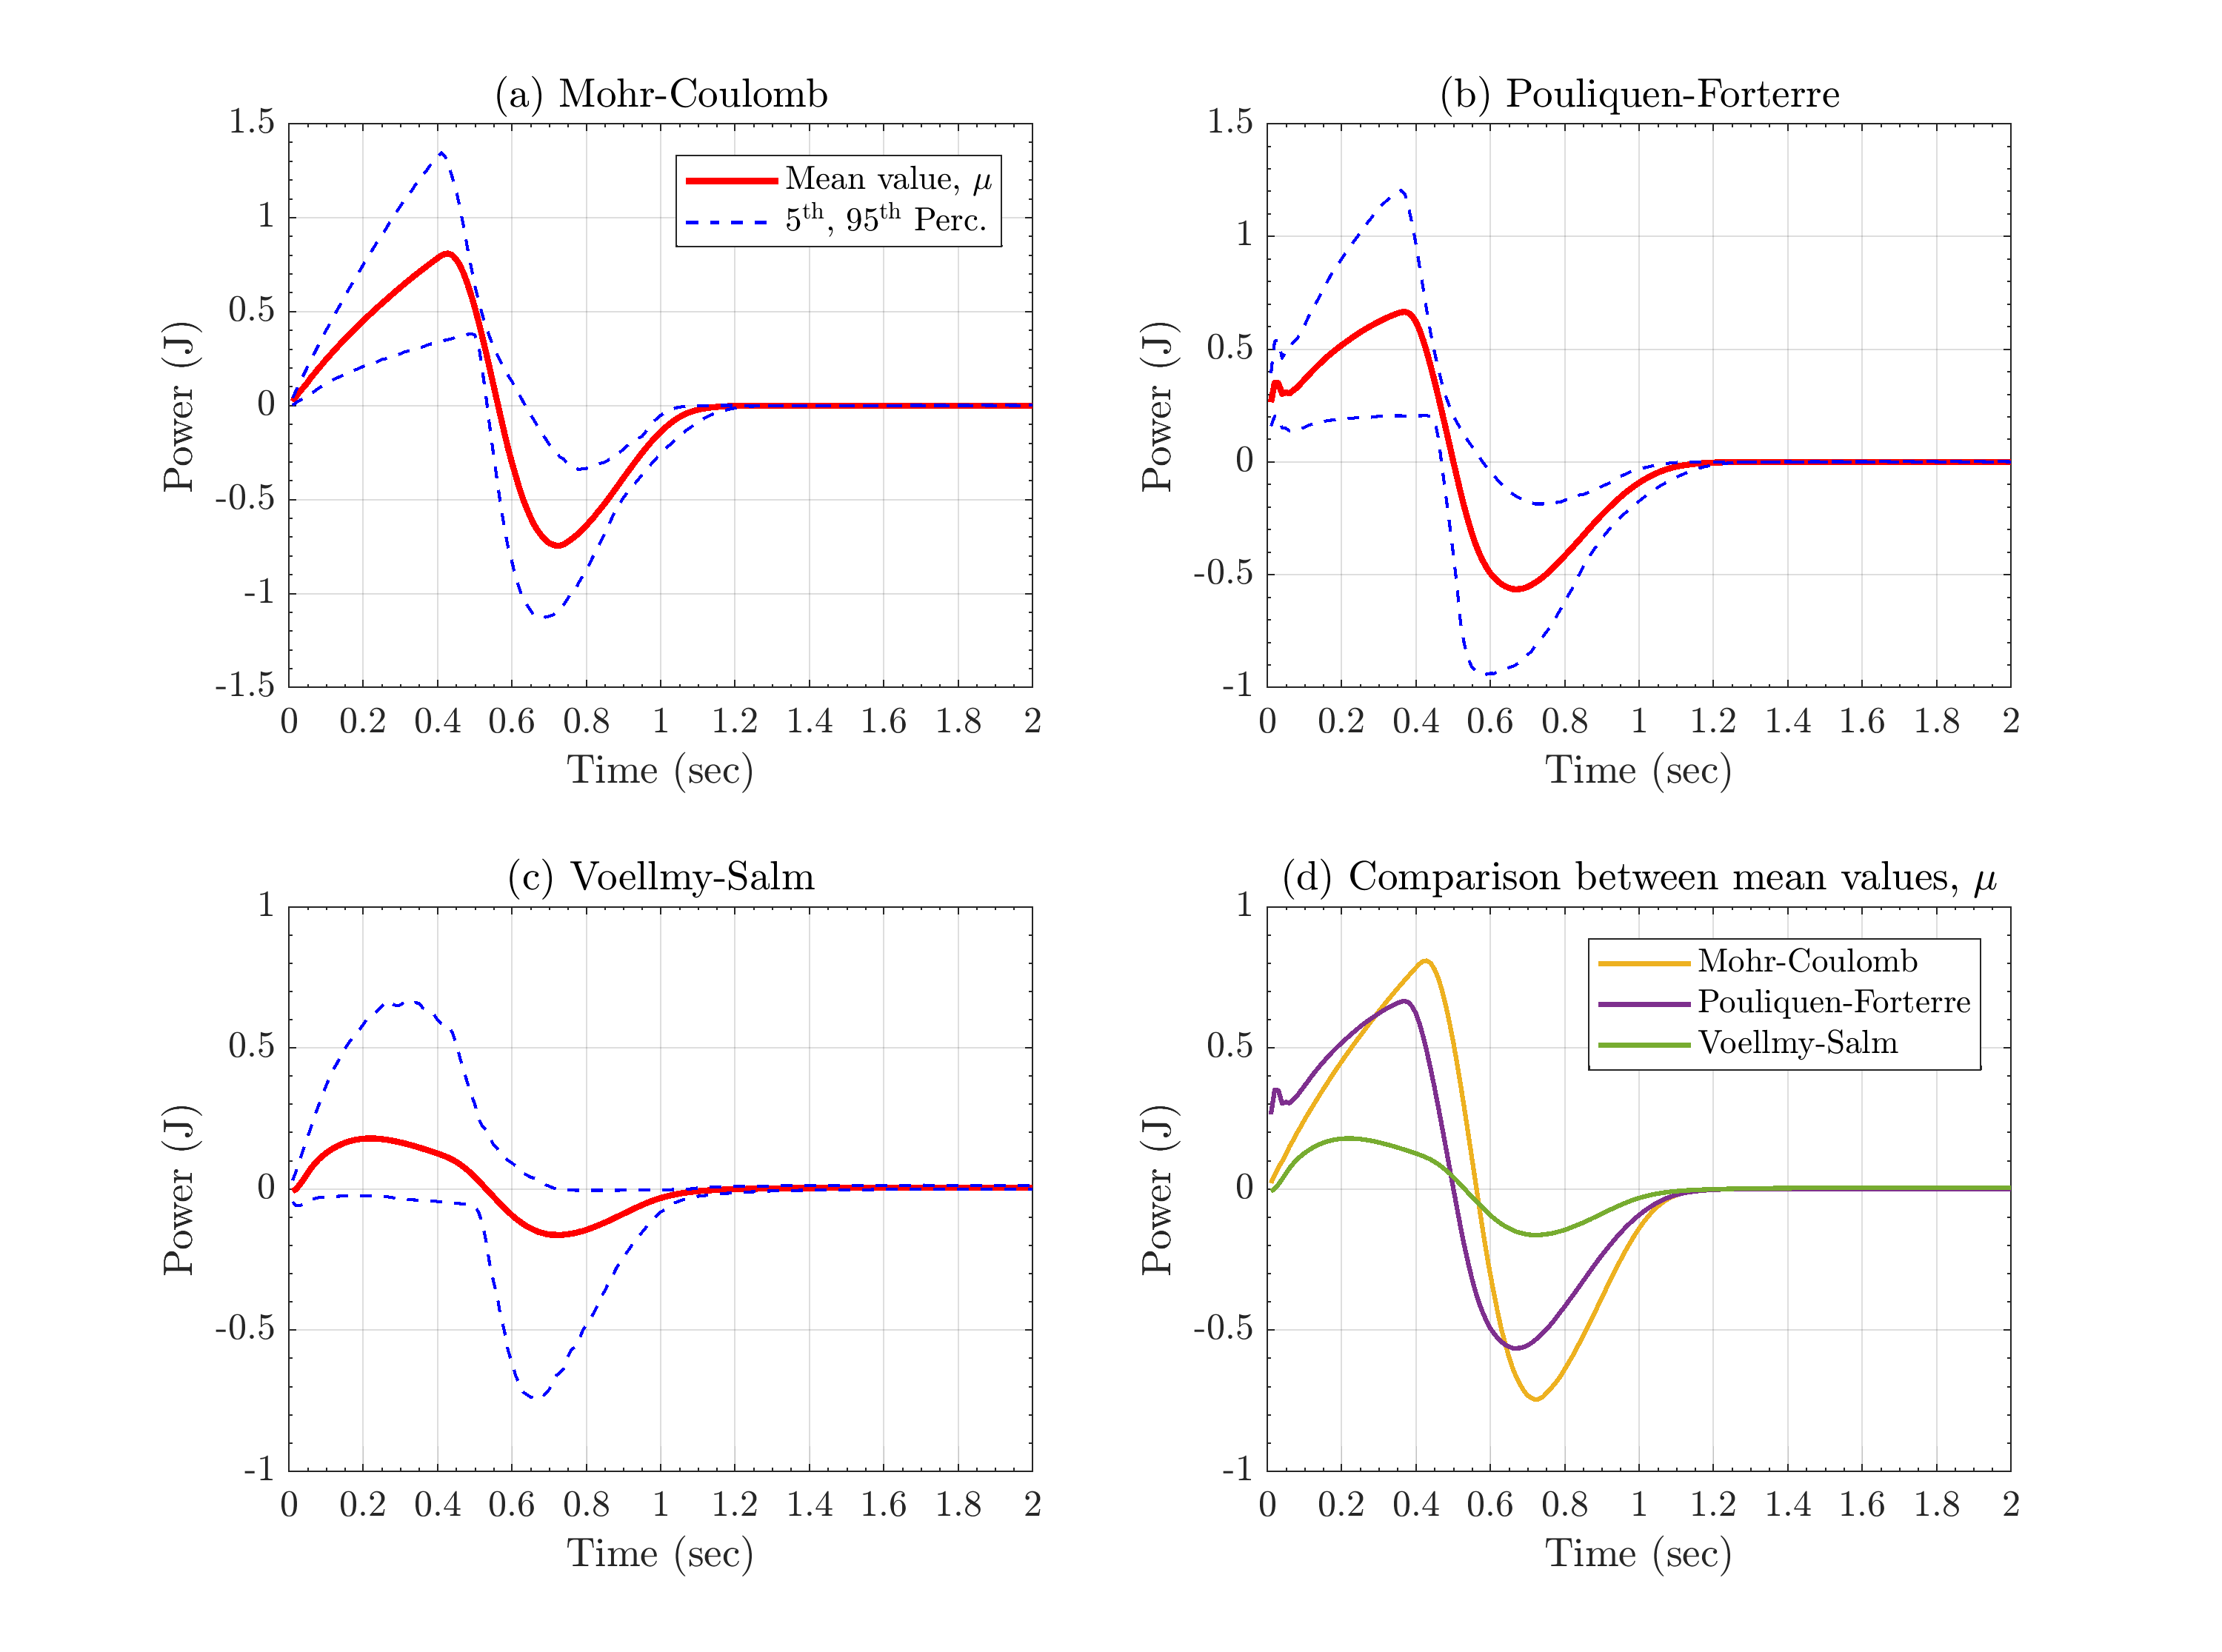 (a) Mohr-Coulomb
1.5
1
0.5
0
-0.5
-1
-1.5
Power (J)
Mean value, μ
5th, 95th Perc.
0 0.2 0.4 0.6 0.8 1 1.2 1.4 1.6 1.8 2
Time (sec)
(b) Pouliquen-Forterre
1.5
1
0.5
0
-0.5
-1
Power (J)
0 0.2 0.4 0.6 0.8 1 1.2 1.4 1.6 1.8 2
Time (sec)
(c) Voellmy-Salm
1
0.5
0
-0.5
-1
Power (J)
0 0.2 0.4 0.6 0.8 1 1.2 1.4 1.6 1.8 2
Time (sec)
(d) Comparison between mean values, μ
1
0.5
0
-0.5
-1
Power (J)
Mohr-Coulomb
Pouliquen-Forterre
Voellmy-Salm
0 0.2 0.4 0.6 0.8 1 1.2 1.4 1.6 1.8 2
Time (sec)